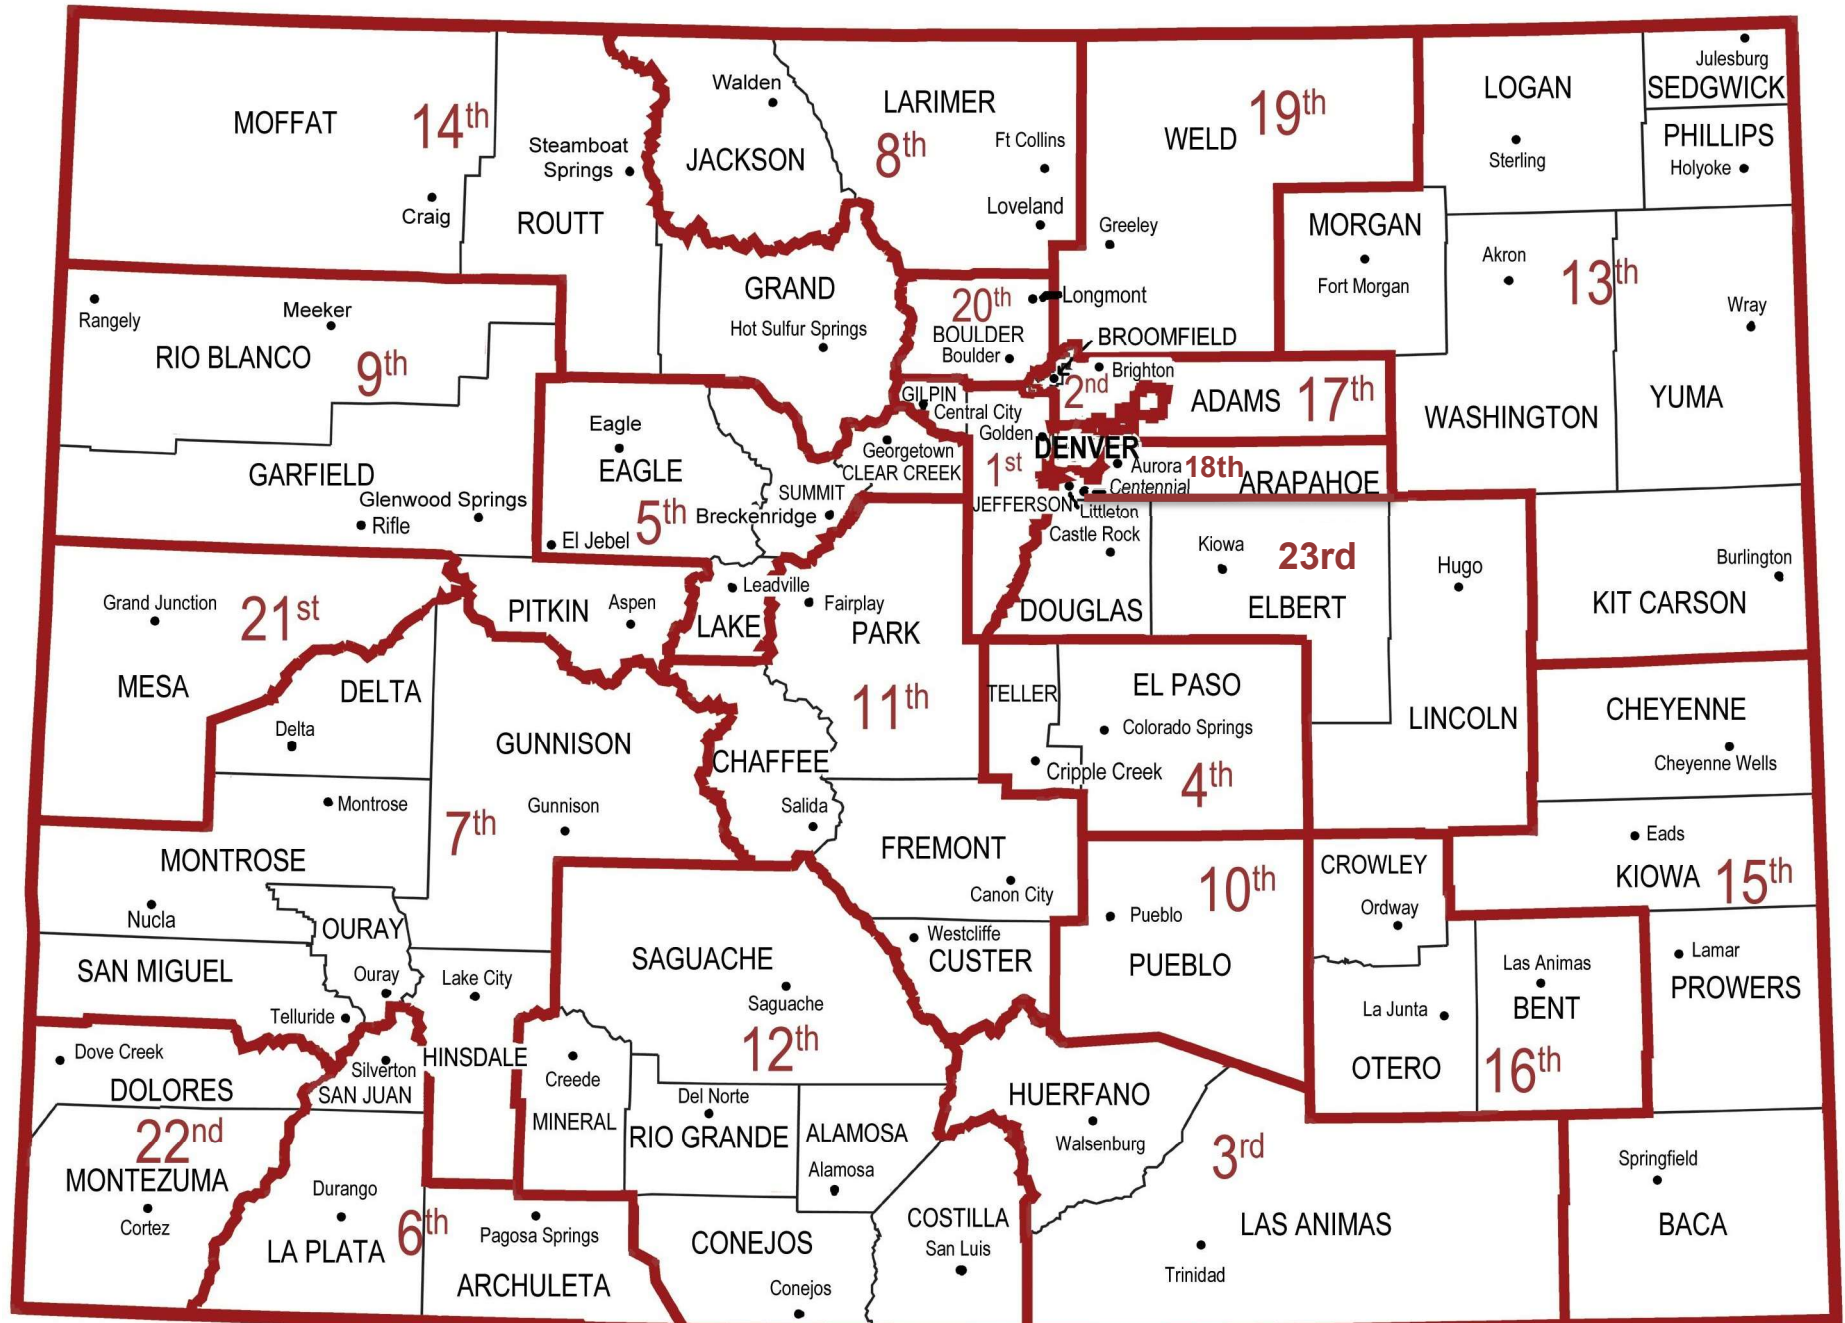 Julesburg
SEDGWICK
LOGAN
Walden
LARIMER
MOFFAT
14th
19th
WELD
PHILLIPS
Holyoke
Sterling
Steamboat
Springs
JACKSON
8th
Ft Collins
Craig
ROUTT
Loveland
Greeley
MORGAN
Akron
13th
Fort Morgan
GRAND
Hot Sulfur Springs
20th
Longmont
BOULDER
Boulder
BROOMFIELD
Wray
Rangely
Meeker
RIO BLANCO
9th
2nd
Brighton
ADAMS
17th
GILPIN
Central City
Golden
WASHINGTON
YUMA
Eagle
EAGLE
Georgetown
CLEAR CREEK
1st
DENVER
Aurora
18th
ARAPAHOE
Centennial
GARFIELD
Glenwood Springs
Rifle
5th
SUMMIT
Breckenridge
JEFFERSON
Littleton
Castle Rock
El Jebel
Kiowa
23rd
Hugo
Burlington
Grand Junction
21st
PITKIN
Aspen
Leadville
LAKE
Fairplay
PARK
DOUGLAS
ELBERT
KIT CARSON
MESA
DELTA
Delta
11th
TELLER
EL PASO
Colorado Springs
LINCOLN
CHEYENNE
Cheyenne Wells
GUNNISON
Gunnison
CHAFFEE
Salida
Cripple Creek
4th
Montrose
7th
MONTROSE
Nucla
FREMONT
Canon City
10th
Pueblo
PUEBLO
CROWLEY
Ordway
Eads
KIOWA
15th
OURAY
Ouray
SAN MIGUEL
Telluride
Lake City
SAGUACHE
Saguache
12th
Westcliffe
CUSTER
Las Animas
BENT
La Junta
OTERO
16th
Lamar
PROWERS
Dove Creek
DOLORES
Silverton
SAN JUAN
HINSDALE
Creede
MINERAL
Del Norte
RIO GRANDE
ALAMOSA
Alamosa
HUERFANO
Walsenburg
3rd
22nd
MONTEZUMA
Cortez
Durango
LA PLATA
6th
Pagosa Springs
ARCHULETA
CONEJOS
Conejos
COSTILLA
San Luis
LAS ANIMAS
Trinidad
Springfield
BACA